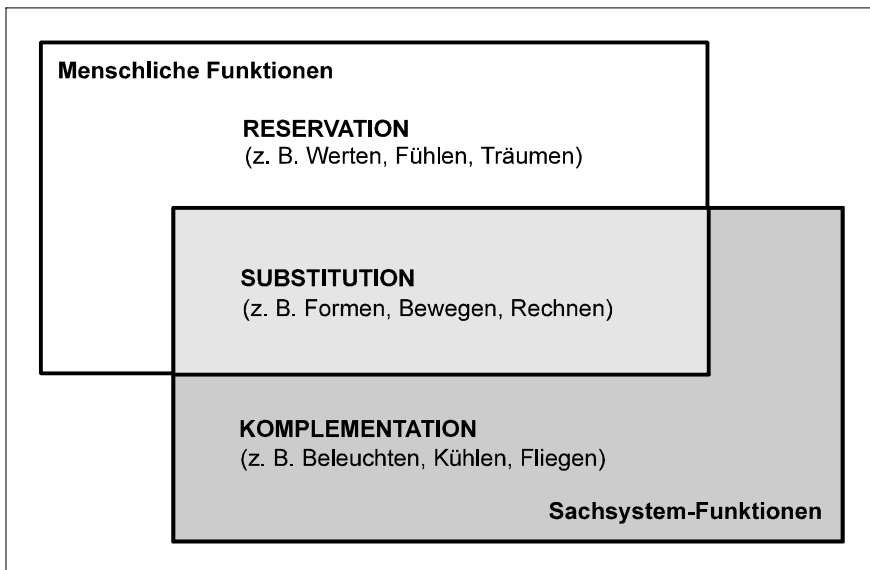 Menschliche Funktionen
RESERVATION
(z. B. Werten, Fühlen, Träumen)
SUBSTITUTION
(z. B. Formen, Bewegen, Rechnen)
KOMPLEMENTATION
(z. B. Beleuchten, Kühlen, Fliegen)
Sachsystem-Funktionen